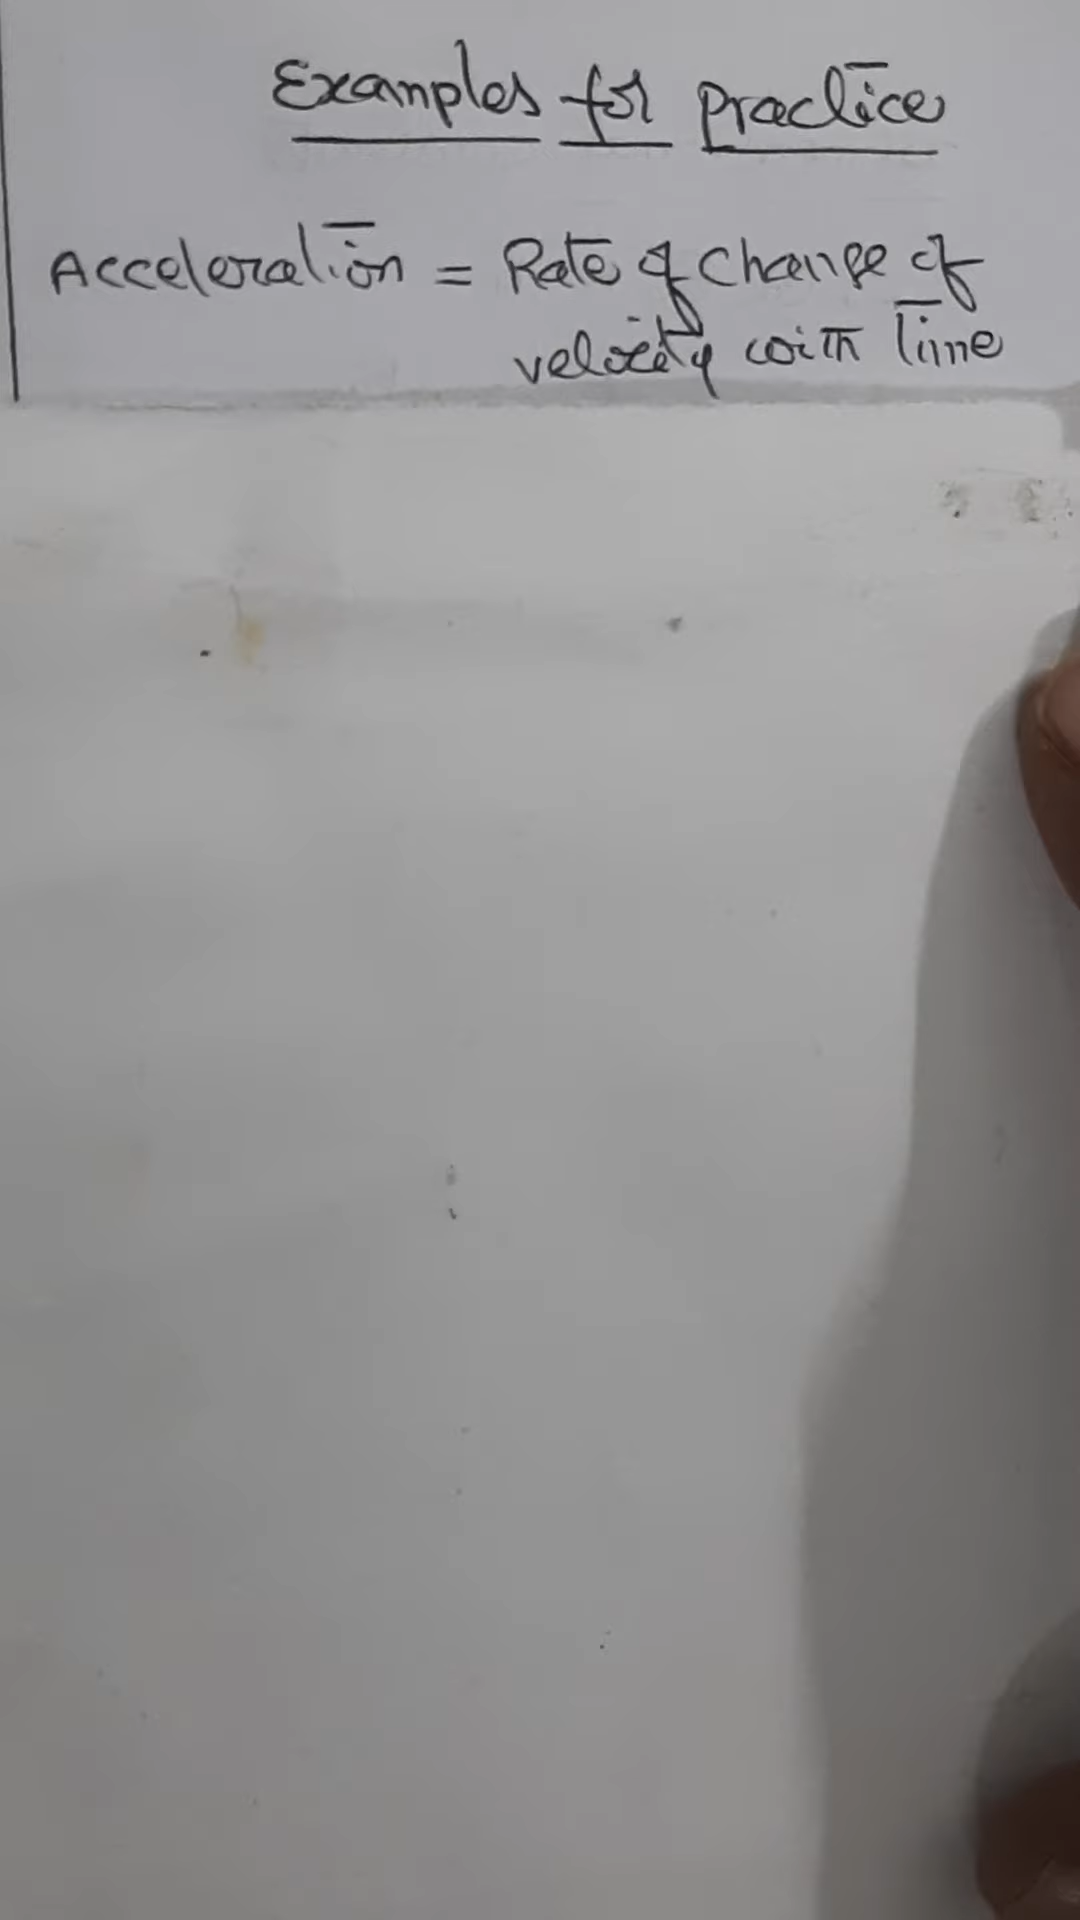 Examples for practice
Acceleration = Rate of change of
velocity with time